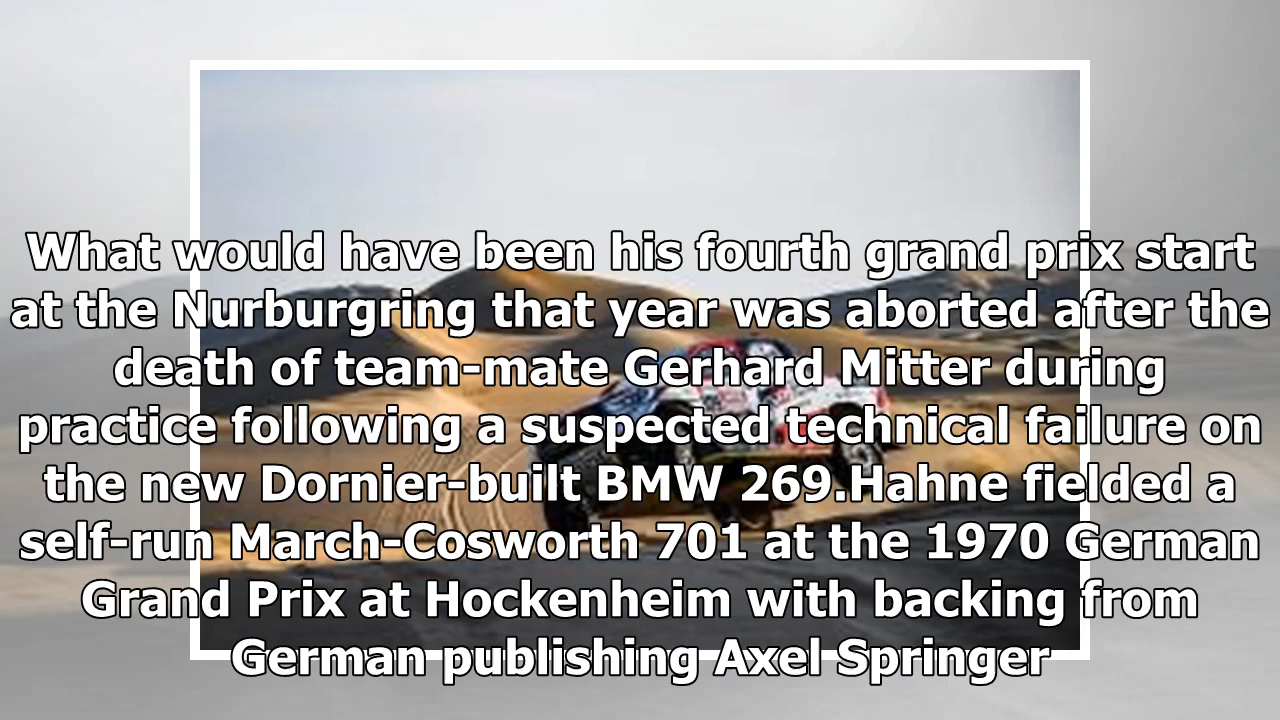 What would have been his fourth grand prix start
at the Nurburgring that year was aborted after the
death of team-mate Gerhard Mitter during
practice following a suspected technical failure on
the new Dornier-built BMW 269.Hahne fielded a
self-run March-Cosworth 701 at the 1970 German
Grand Prix at Hockenheim with backing from
German publishing Axel Springer